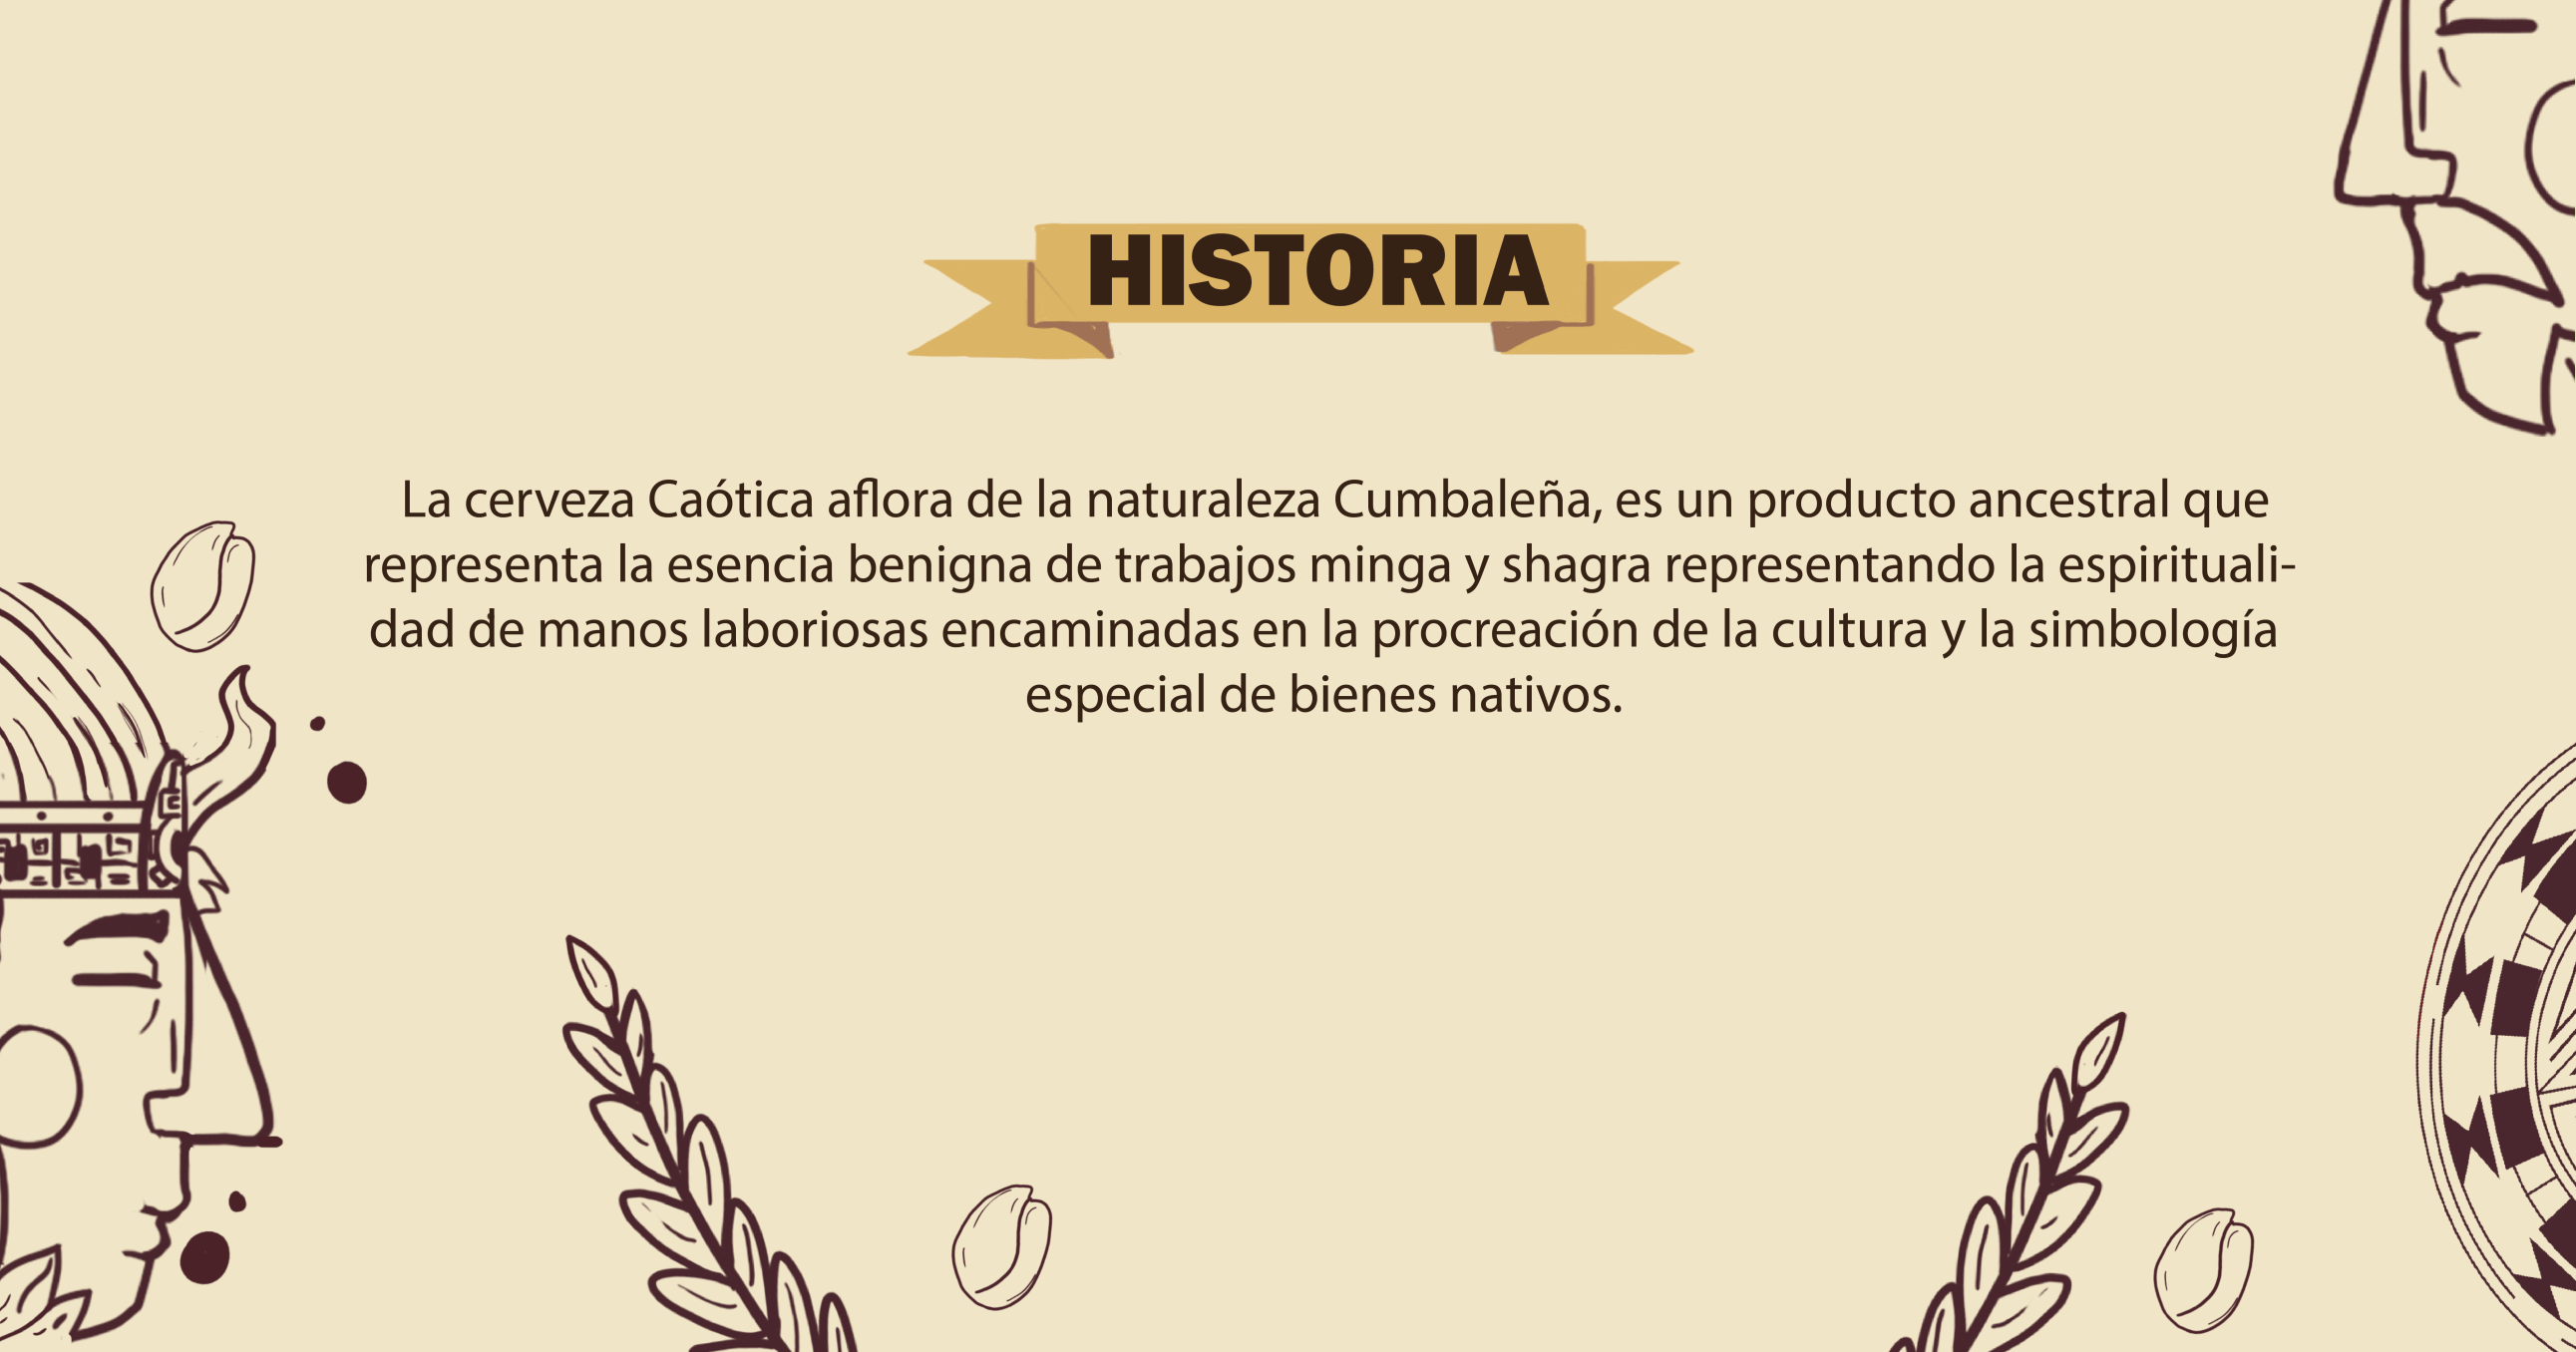 HISTORIA
La cerveza Caótica aflora de la naturaleza Cumbaleña, es un producto ancestral que
representa la esencia benigna de trabajos minga y shagra representando la espirituali-
dad de manos laboriosas encaminadas en la procreación de la cultura y la simbología
especial de bienes nativos.